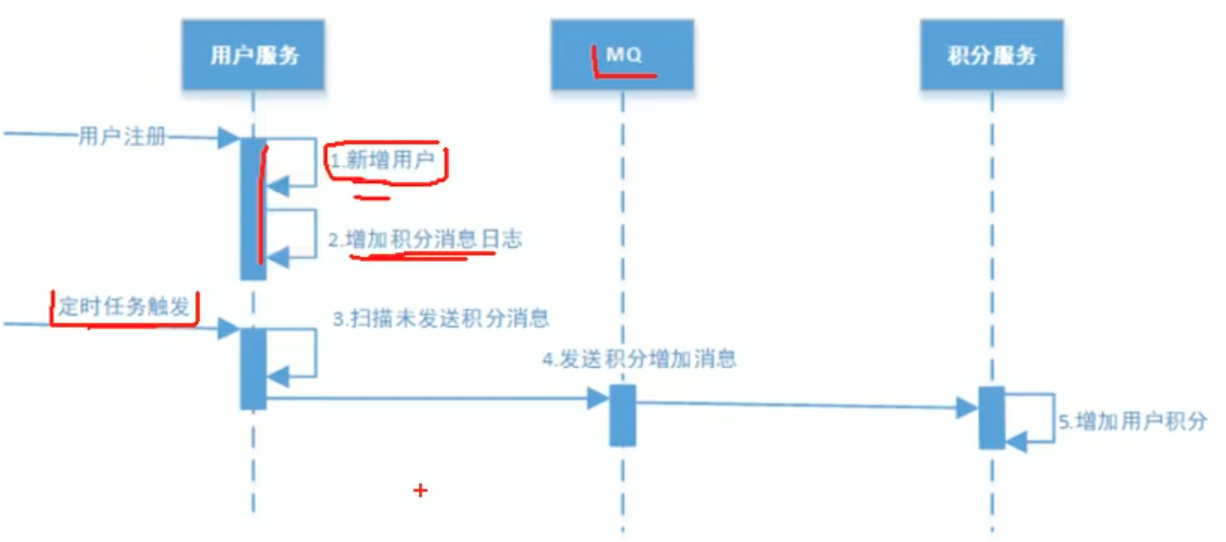 用户服务
MQ
积分服务
用户注册
1.新增用户
2.增加积分消息日志
定时任务触发
3.扫描未发送积分消息
4.发送积分增加消息
5.增加用户积分